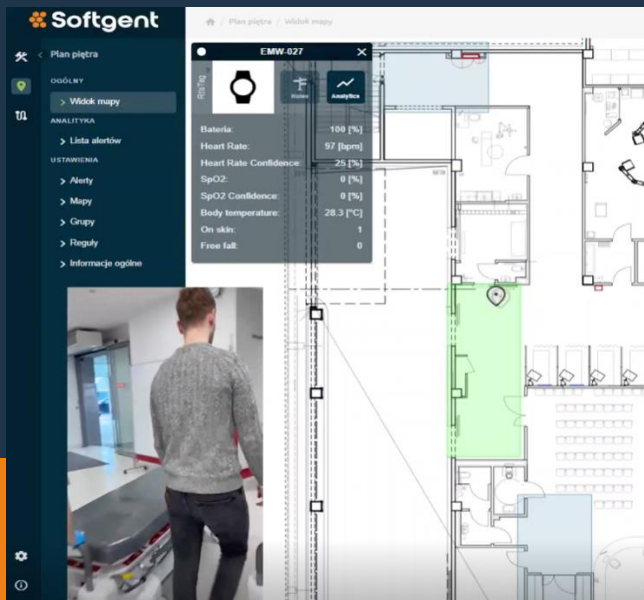 Softgent
Plan piętra / Widok mapy
Plan piętra
OGÓLNY
Widok mapy
ANALITYKA
Lista alertów
USTAWIENIA
Alerty
Mapy
Grupy
Reguły
Informacje ogólne
EMW-027
RtlsTag
Analytics
Bateria: 100 [%]
Heart Rate: 97 [bpm]
Heart Rate Confidence: 25 [%]
SpO2: 0 [%]
SpO2 Confidence: 0 [%]
Body temperature: 28.3 [°C]
On skin: 1
Free fall: 0